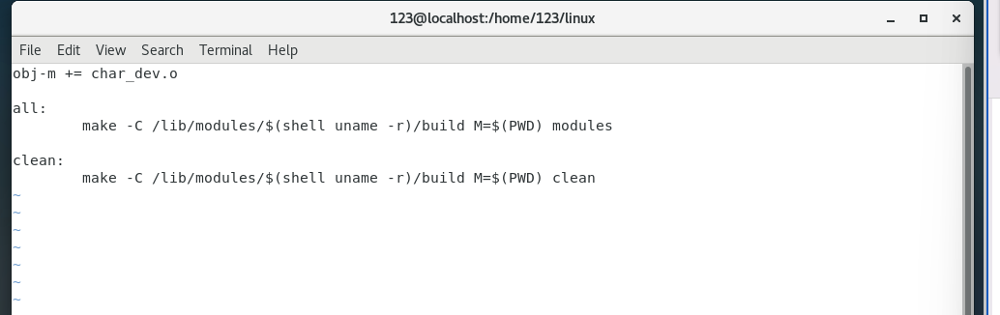 123@localhost:/home/123/linux
File Edit View Search Terminal Help
obj-m += char_dev.o
all:
make -C /lib/modules/$(shell uname -r)/build M=$(PWD) modules
clean:
make -C /lib/modules/$(shell uname -r)/build M=$(PWD) clean
~
~
~
~
~
~
~